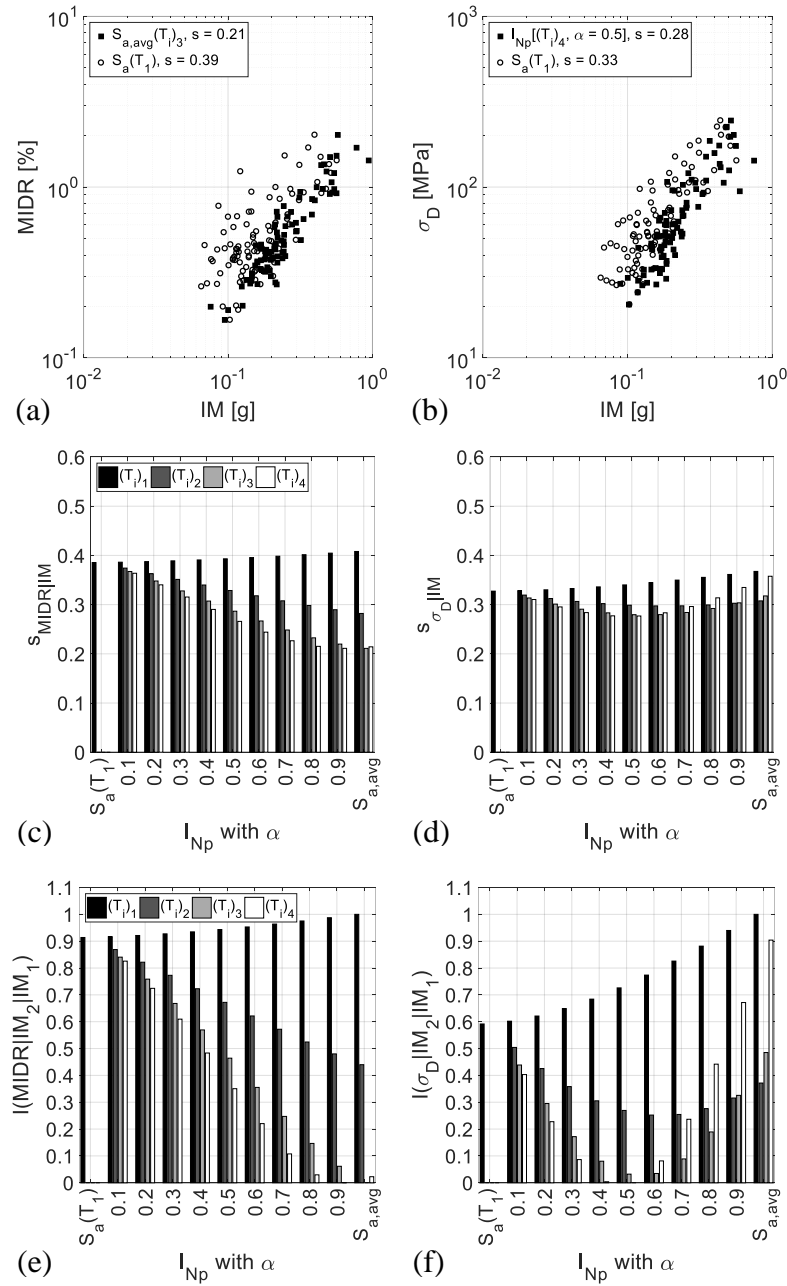 10^1
10^0
10^-1
MIDR [%]
S_a,avg(T_i)_3, s = 0.21
S_a(T_1), s = 0.39
10^-2
10^-1
10^0
IM [g]
(a)
10^3
10^2
10^1
σ_D [MPa]
I_Np[(T_i)_4, α = 0.5], s = 0.28
S_a(T_1), s = 0.33
10^-2
10^-1
10^0
IM [g]
(b)
0.6
0.5
0.4
0.3
0.2
0.1
0
s_MIDR|IM
(T_i)_1 (T_i)_2 (T_i)_3 (T_i)_4
S_a(T_1) 0.1 0.2 0.3 0.4 0.5 0.6 0.7 0.8 0.9 S_a,avg
I_Np with α
(c)
0.6
0.5
0.4
0.3
0.2
0.1
0
s_σ_D|IM
S_a(T_1) 0.1 0.2 0.3 0.4 0.5 0.6 0.7 0.8 0.9 S_a,avg
I_Np with α
(d)
1.1
1
0.9
0.8
0.7
0.6
0.5
0.4
0.3
0.2
0.1
0
I(MIDR|IM_2|IM_1)
(T_i)_1 (T_i)_2 (T_i)_3 (T_i)_4
S_a(T_1) 0.1 0.2 0.3 0.4 0.5 0.6 0.7 0.8 0.9 S_a,avg
I_Np with α
(e)
1.1
1
0.9
0.8
0.7
0.6
0.5
0.4
0.3
0.2
0.1
0
I(σ_D|IM_2|IM_1)
S_a(T_1) 0.1 0.2 0.3 0.4 0.5 0.6 0.7 0.8 0.9 S_a,avg
I_Np with α
(f)